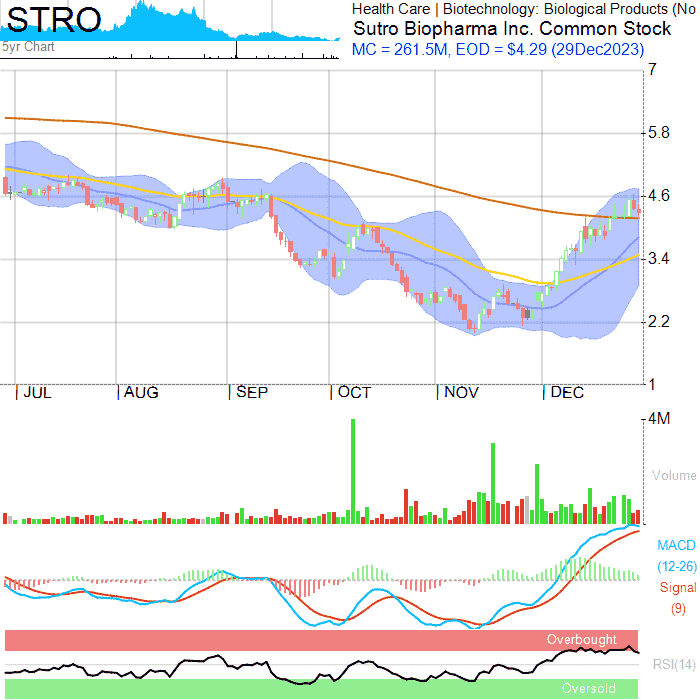 STRO
5yr Chart
Health Care | Biotechnology: Biological Products (No
Sutro Biopharma Inc. Common Stock
MC = 261.5M, EOD = $4.29 (29Dec2023)
7
5.8
4.6
3.4
2.2
1
JUL AUG SEP OCT NOV DEC
4M
Volume
MACD
(12-26)
Signal
(9)
Overbought
RSI(14)
Oversold